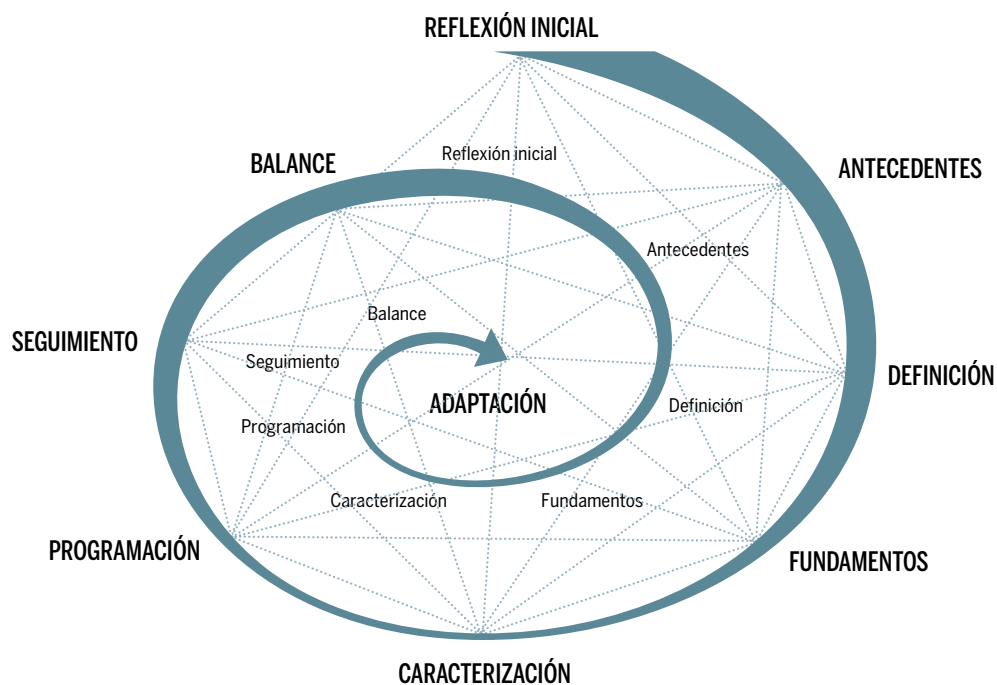 REFLEXIÓN INICIAL
ANTECEDENTES
DEFINICIÓN
FUNDAMENTOS
CARACTERIZACIÓN
PROGRAMACIÓN
SEGUIMIENTO
BALANCE
Reflexión inicial
Antecedentes
Definición
Fundamentos
Caracterización
Programación
Seguimiento
Balance
ADAPTACIÓN